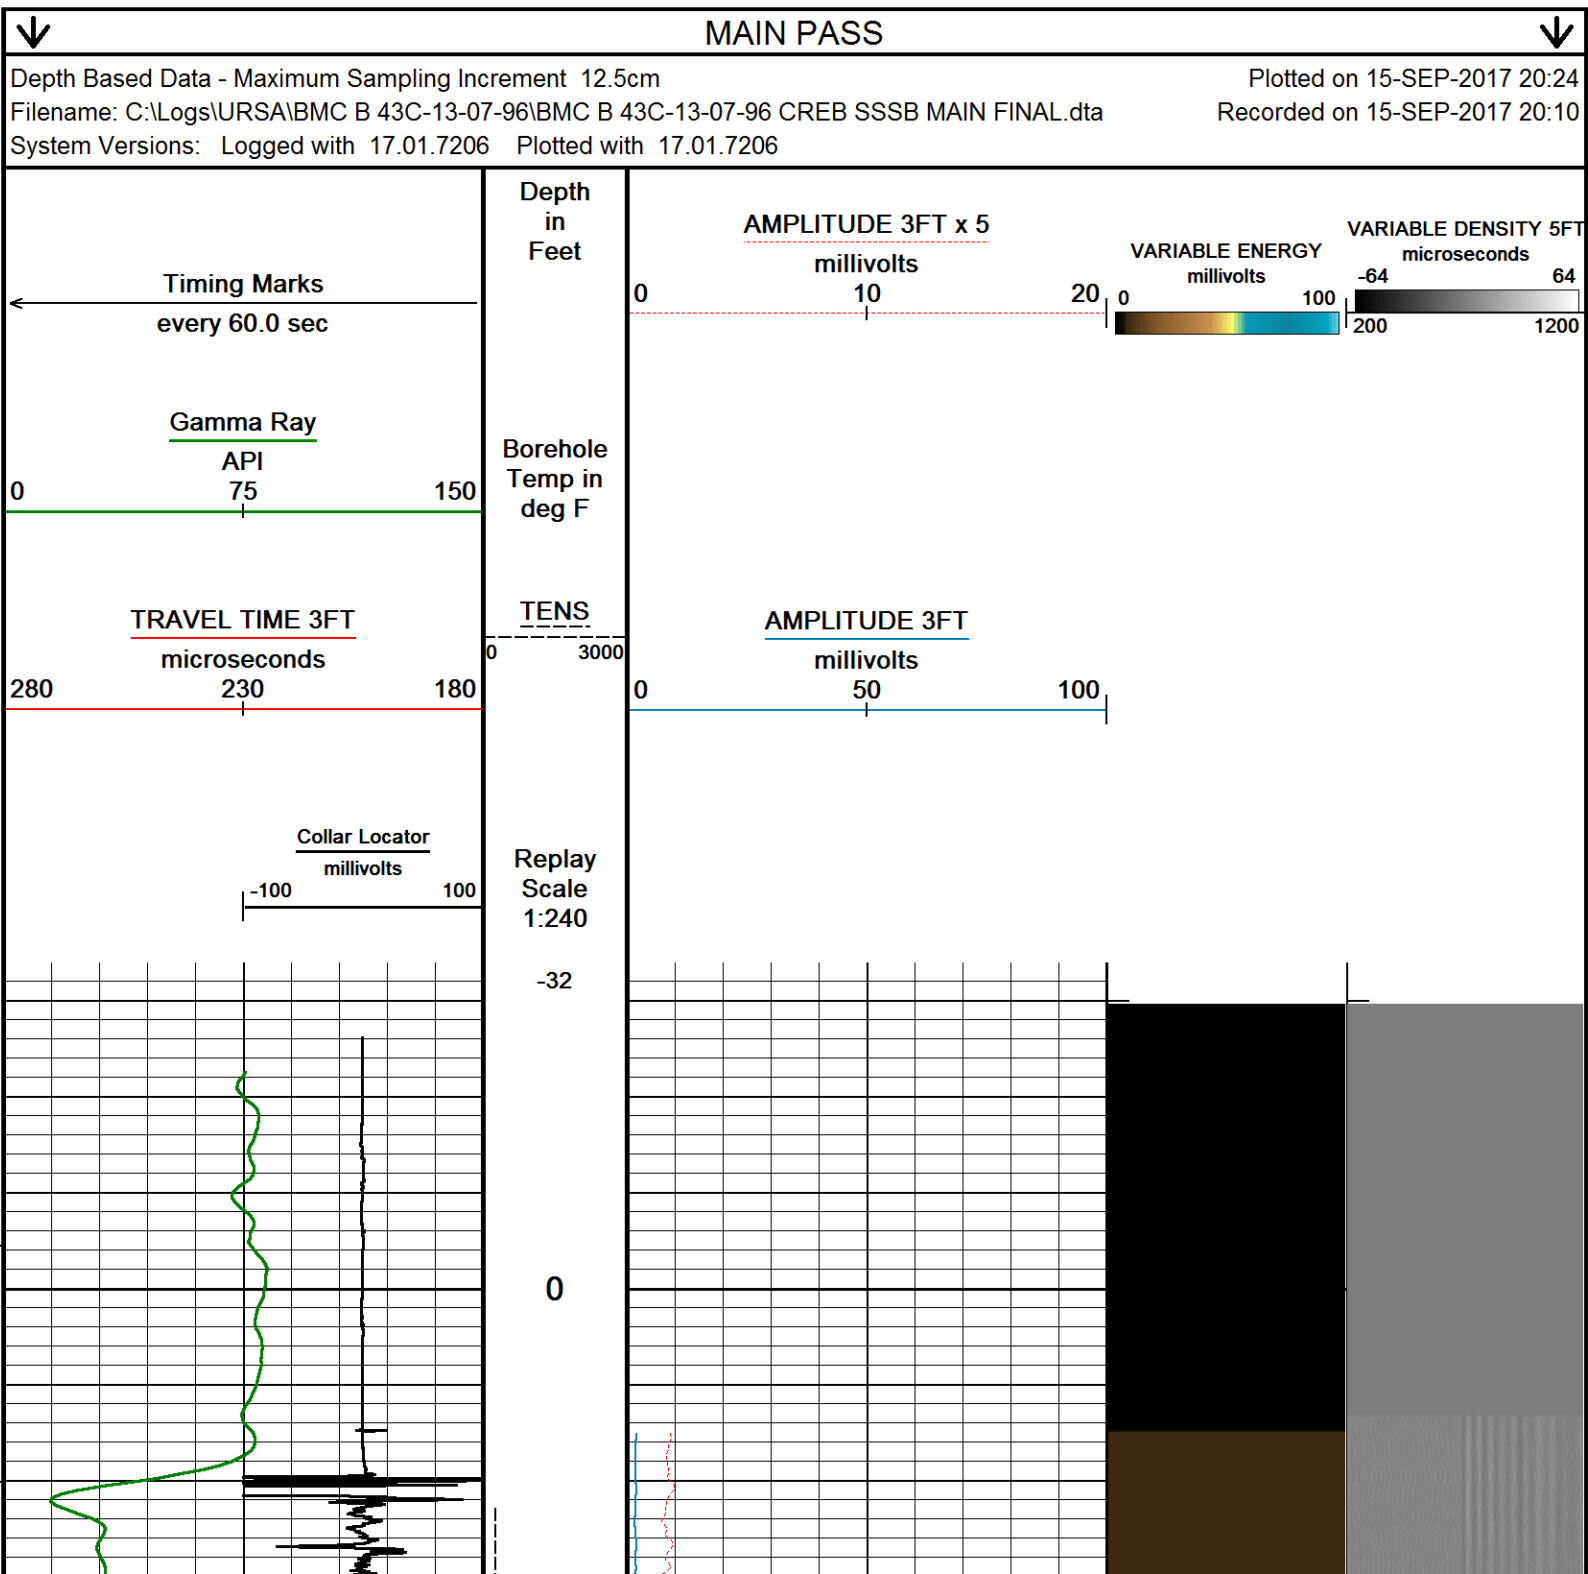 MAIN PASS
Depth Based Data - Maximum Sampling Increment 12.5cm
Plotted on 15-SEP-2017 20:24
Filename: C:\Logs\URSA\BMC B 43C-13-07-96\BMC B 43C-13-07-96 CREB SSSB MAIN FINAL.dta
Recorded on 15-SEP-2017 20:10
System Versions: Logged with 17.01.7206 Plotted with 17.01.7206
Timing Marks
every 60.0 sec
Gamma Ray
API
0 75 150
TRAVEL TIME 3FT
microseconds
280 230 180
Collar Locator
millivolts
-100 100
Depth
in
Feet
Borehole
Temp in
deg F
TENS
0 3000
Replay
Scale
1:240
-32
0
AMPLITUDE 3FT x 5
millivolts
0 10 20
AMPLITUDE 3FT
millivolts
0 50 100
VARIABLE ENERGY
millivolts
0 100
VARIABLE DENSITY 5FT
microseconds
-64 64
200 1200